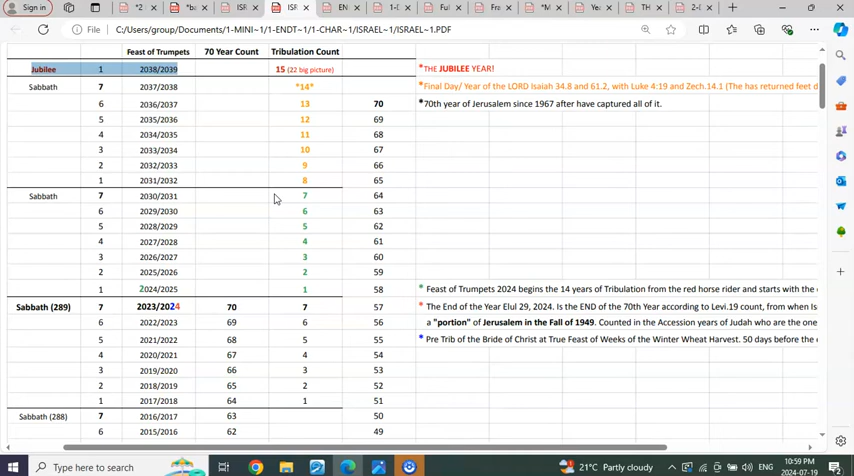 Sign in
*2
*ba
ISR
ISR
EN
1-D
Ful
Fra
*M
Yea
TH
2-D
File C:/Users/group/Documents/1-MINI~1/1-ENDT~1/1-CHAR~1/ISRAEL~1/ISRAEL~1.PDF
Feast of Trumpets 70 Year Count Tribulation Count
Jubilee 1 2038/2039 15 (22 big picture) *THE JUBILEE YEAR!
Sabbath 7 2037/2038 *14* *Final Day/ Year of the LORD Isaiah 34.8 and 61.2, with Luke 4:19 and Zech.14.1 (The has returned feet d
6 2036/2037 13 70 *70th year of Jerusalem since 1967 after have captured all of it.
5 2035/2036 12 69
4 2034/2035 11 68
3 2033/2034 10 67
2 2032/2033 9 66
1 2031/2032 8 65
Sabbath 7 2030/2031 7 64
6 2029/2030 6 63
5 2028/2029 5 62
4 2027/2028 4 61
3 2026/2027 3 60
2 2025/2026 2 59
1 2024/2025 1 58 * Feast of Trumpets 2024 begins the 14 years of Tribulation from the red horse rider and starts with the
Sabbath (289) 7 2023/2024 70 7 57 * The End of the Year Elul 29, 2024. Is the END of the 70th Year according to Levi.19 count, from when Is
6 2022/2023 69 6 56 a "portion" of Jerusalem in the Fall of 1949. Counted in the Accession years of Judah who are the one
5 2021/2022 68 5 55 * Pre Trib of the Bride of Christ at True Feast of Weeks of the Winter Wheat Harvest. 50 days before the
4 2020/2021 67 4 54
3 2019/2020 66 3 53
2 2018/2019 65 2 52
1 2017/2018 64 1 51
Sabbath (288) 7 2016/2017 63 50
6 2015/2016 62 49
Type here to search
21°C Partly cloudy
10:59 PM
2024-07-19